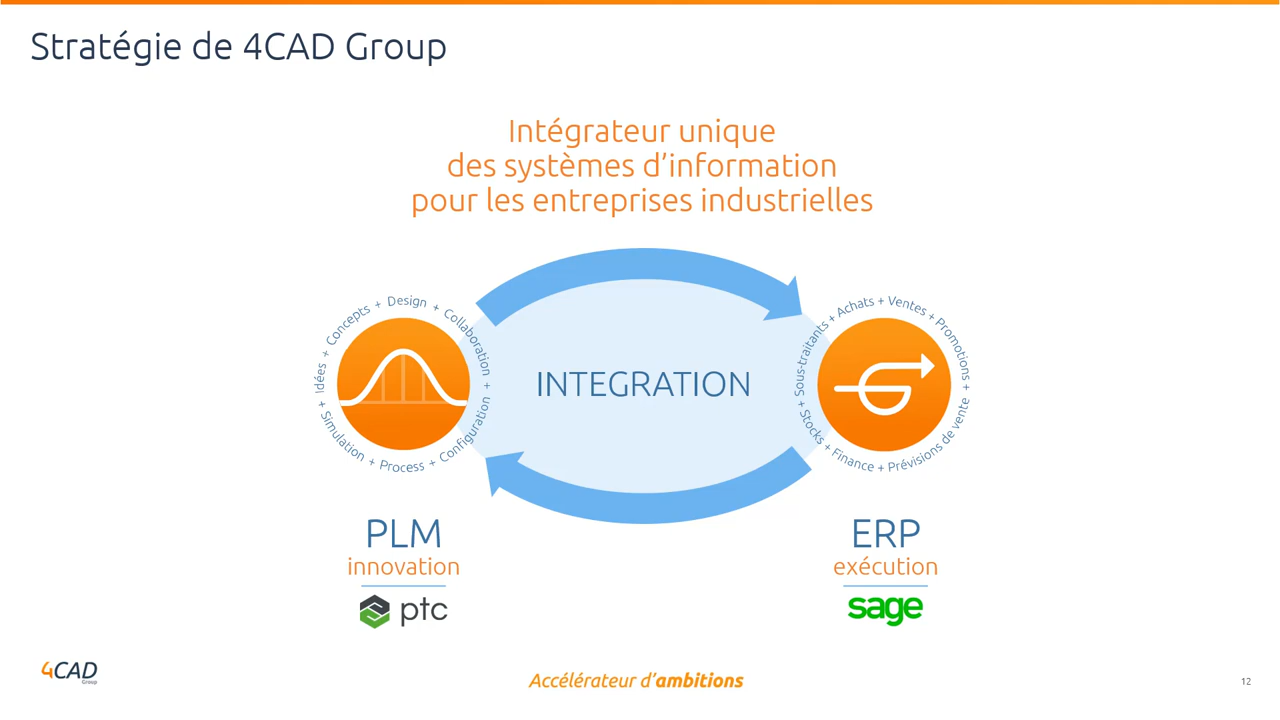 Stratégie de 4CAD Group
Intégrateur unique
des systèmes d’information
pour les entreprises industrielles
+ Idées + Concepts + Design + Collaboration + Configuration + Process + Simulation
+ Sous-traitants + Achats + Ventes + Promotions + Prévisions de vente + Finance + Stocks
INTEGRATION
PLM
innovation
ptc
ERP
exécution
sage
4CAD
Group
Accélérateur d’ambitions
12